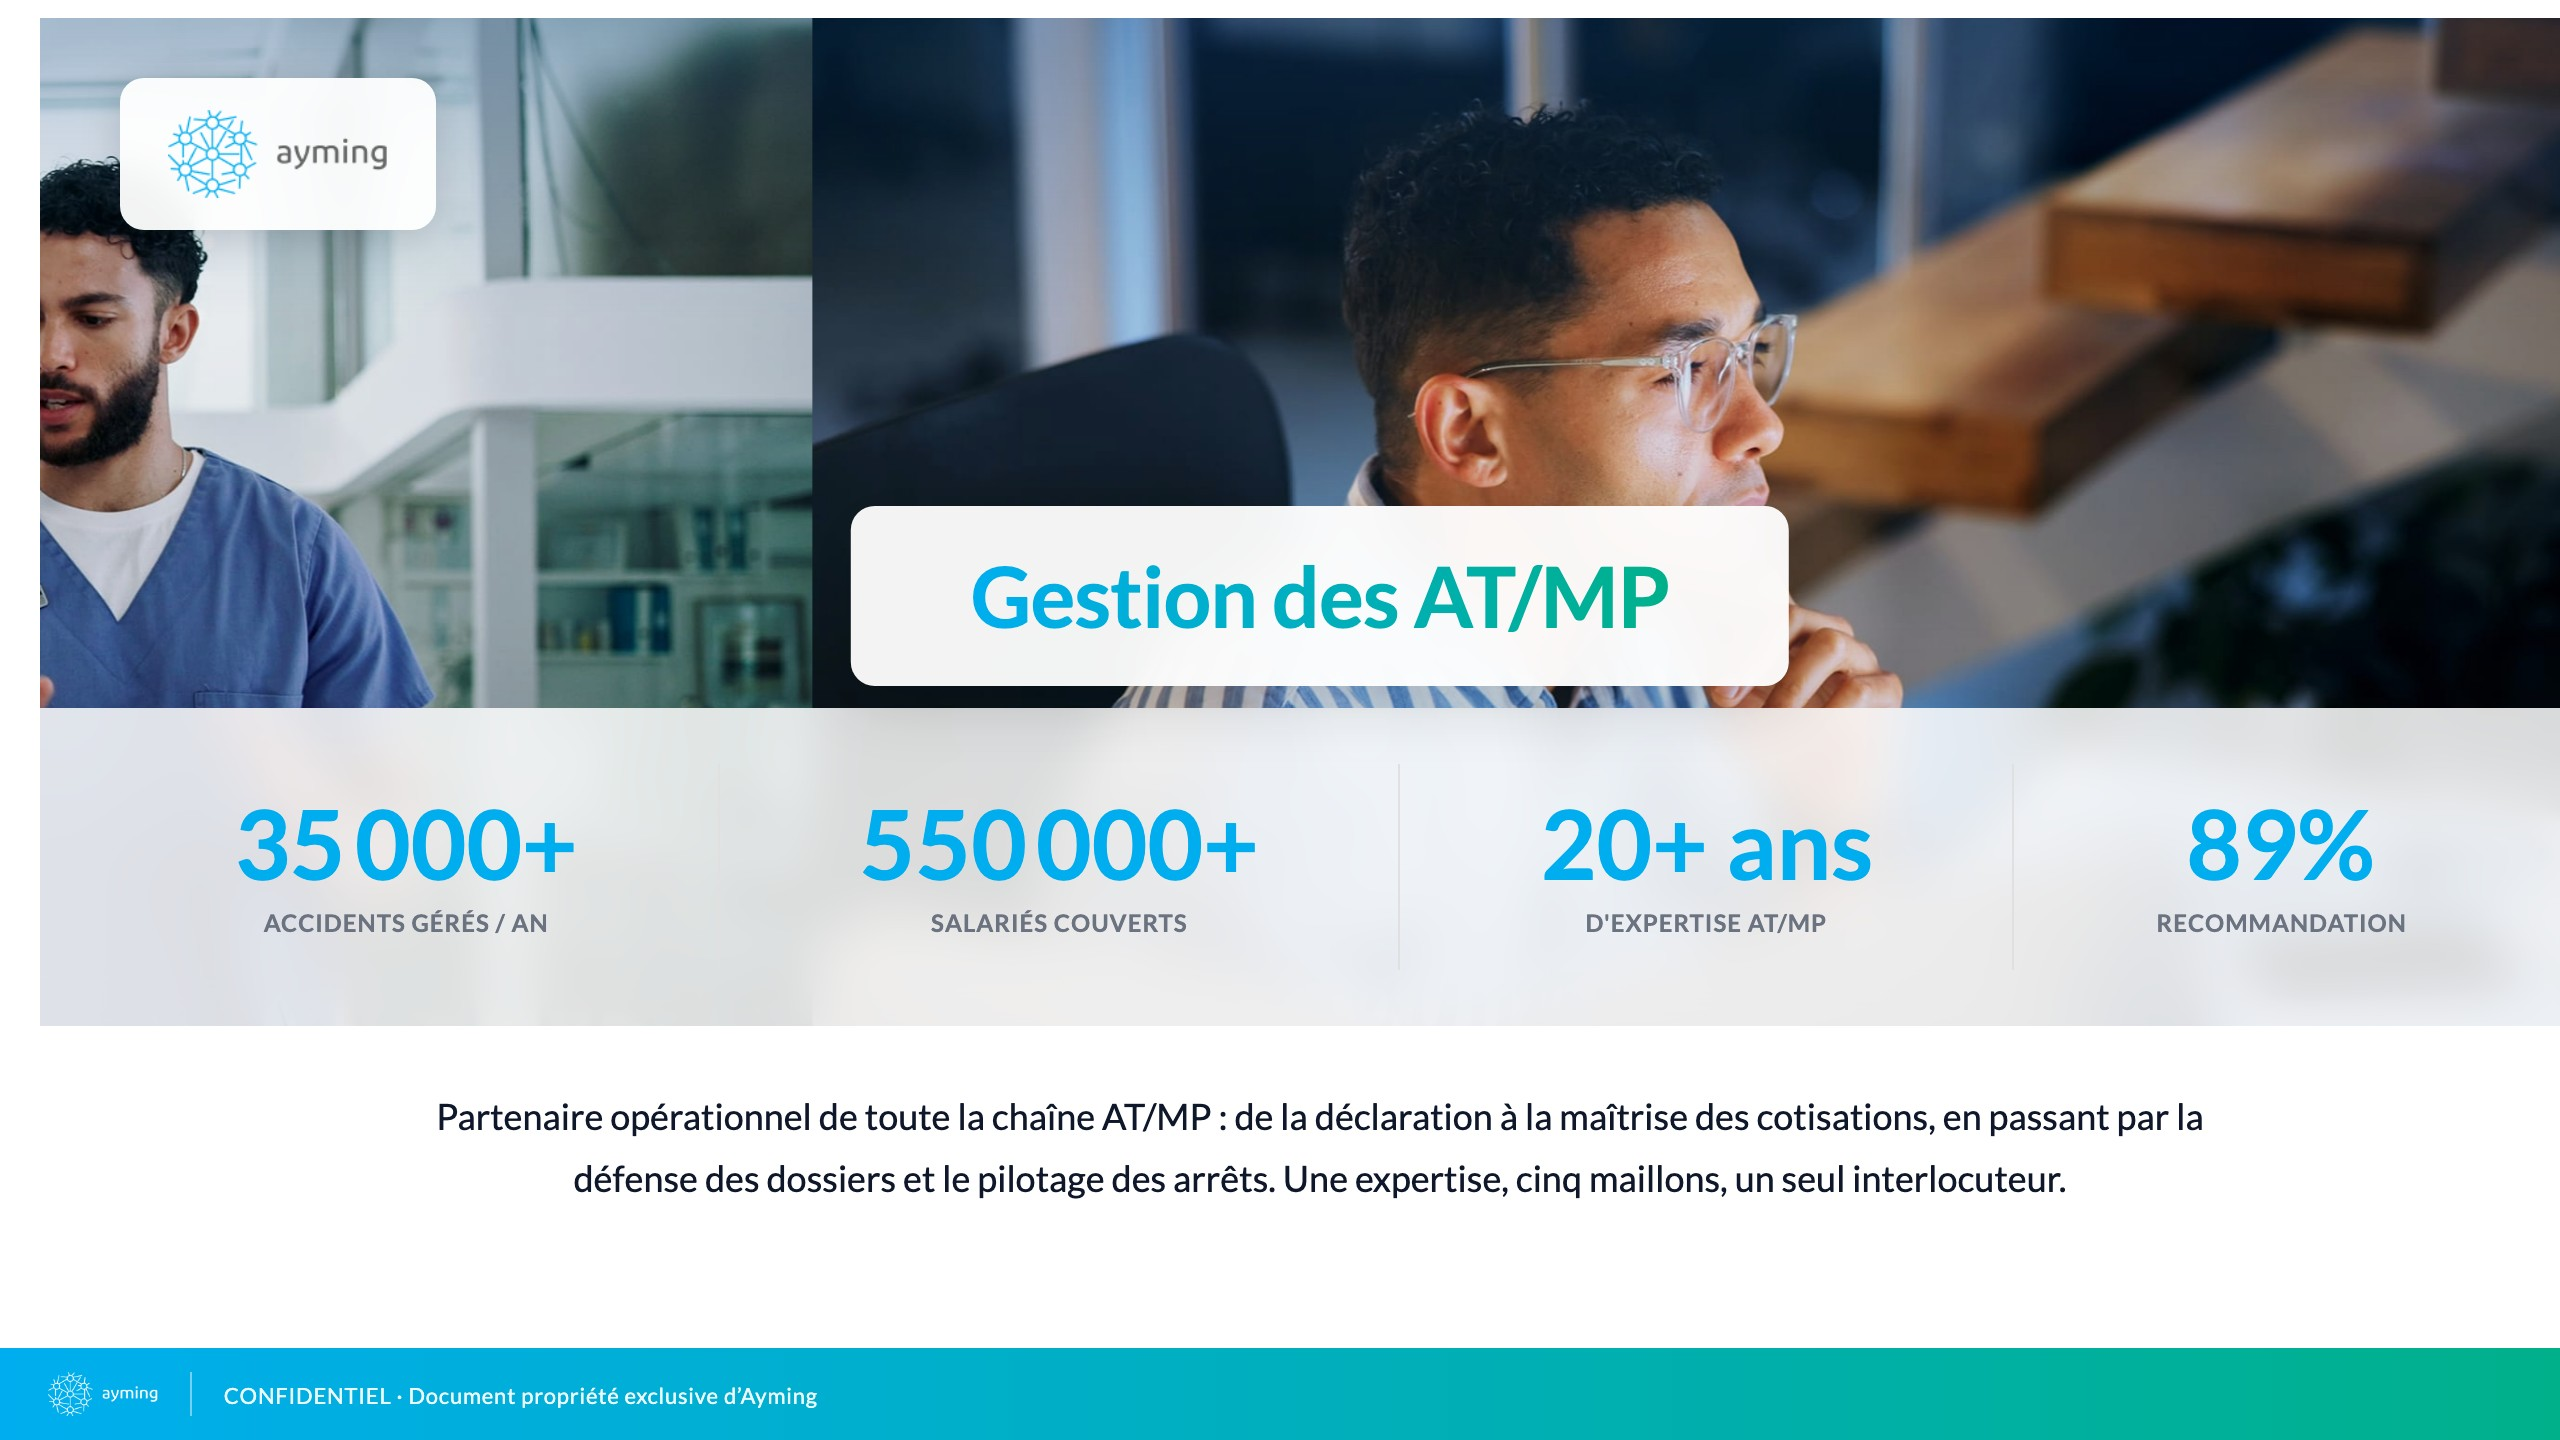 ayming
Gestion des AT/MP
35 000+
ACCIDENTS GÉRÉS / AN
550 000+
SALARIÉS COUVERTS
20+ ans
D'EXPERTISE AT/MP
89%
RECOMMANDATION
Partenaire opérationnel de toute la chaîne AT/MP : de la déclaration à la maîtrise des cotisations, en passant par la
défense des dossiers et le pilotage des arrêts. Une expertise, cinq maillons, un seul interlocuteur.
ayming
CONFIDENTIEL · Document propriété exclusive d’Ayming